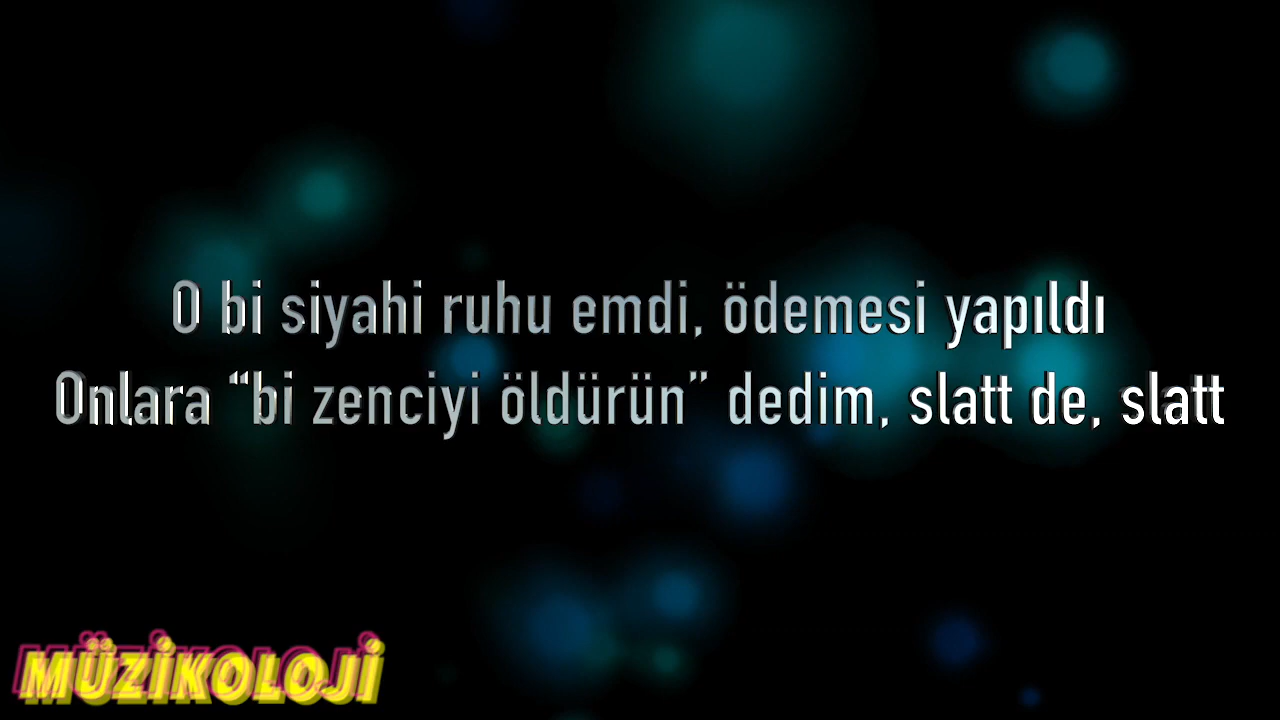 O bi siyahi ruhu emdi, ödemesi yapıldı
Onlara “bi zenciyi öldürün” dedim, slatt de, slatt
MÜZİKOLOJİ